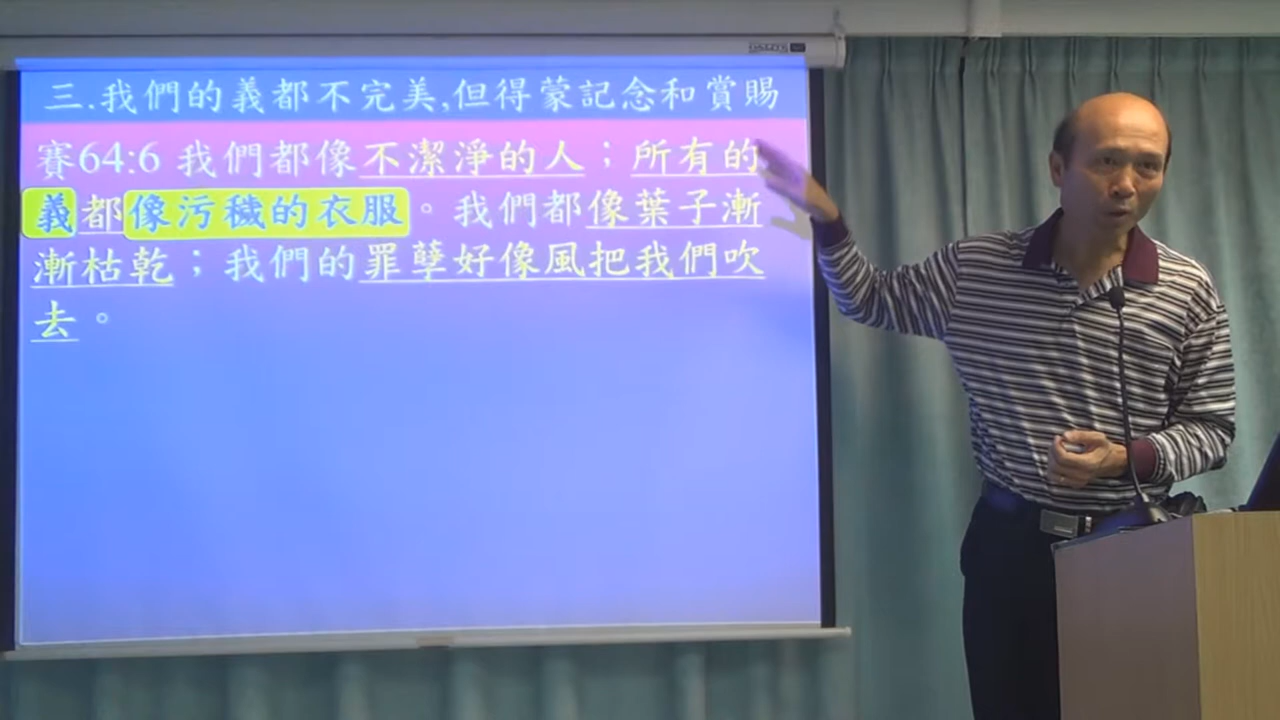 三.我們的義都不完美,但得蒙記念和賞賜
賽64:6 我們都像不潔淨的人；所有的
義都像污穢的衣服。我們都像葉子漸
漸枯乾；我們的罪孽好像風把我們吹
去。